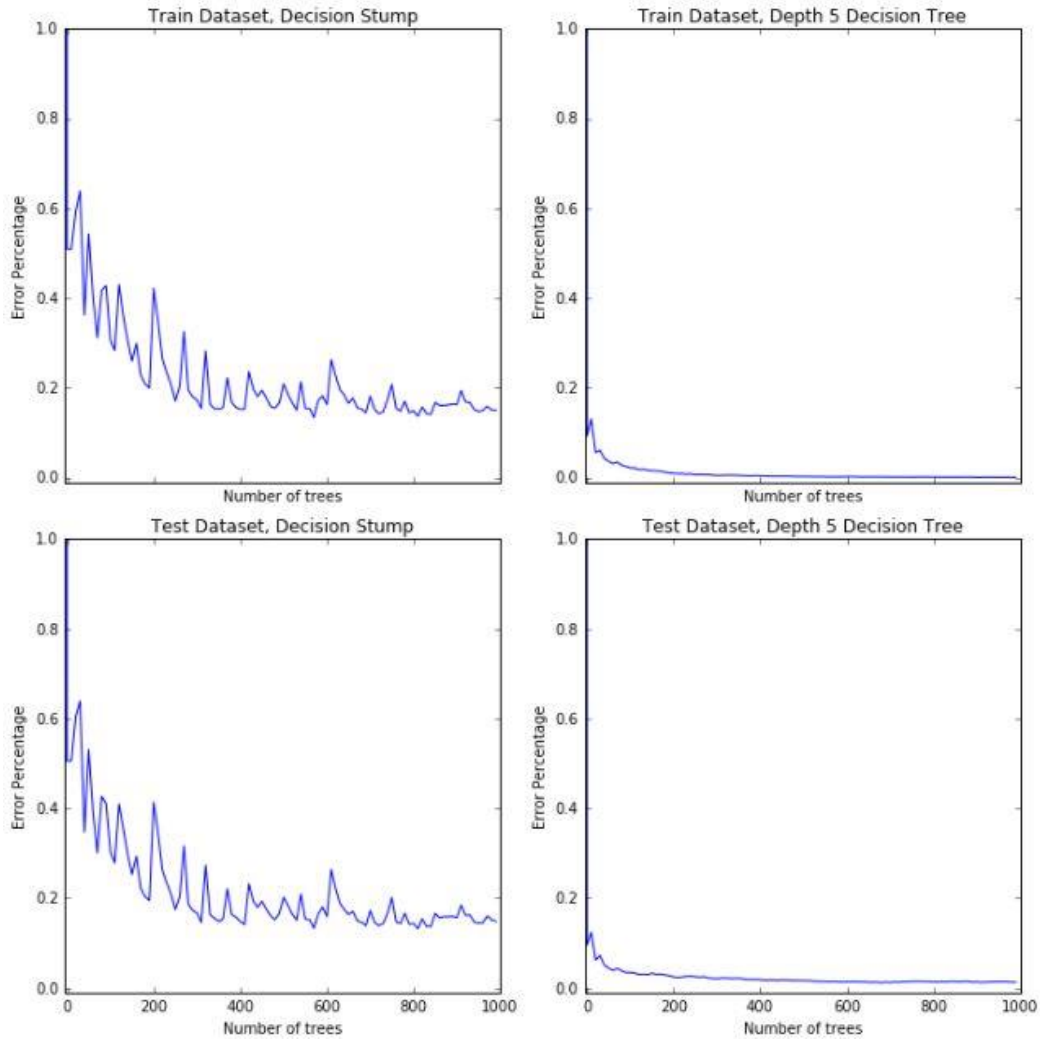 Train Dataset, Decision Stump
1.0
0.8
0.6
0.4
0.2
0.0
Error Percentage
Number of trees
Train Dataset, Depth 5 Decision Tree
1.0
0.8
0.6
0.4
0.2
0.0
Error Percentage
Number of trees
Test Dataset, Decision Stump
1.0
0.8
0.6
0.4
0.2
0.0
Error Percentage
0 200 400 600 800 1000
Number of trees
Test Dataset, Depth 5 Decision Tree
1.0
0.8
0.6
0.4
0.2
0.0
Error Percentage
0 200 400 600 800 1000
Number of trees